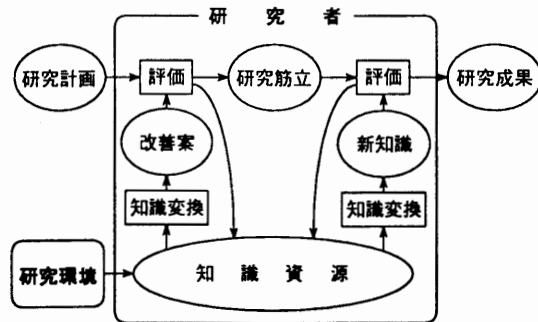 研究者
研究計画 評価 研究筋立 評価 研究成果
改善案 新知識
知識変換 知識変換
研究環境 知識資源